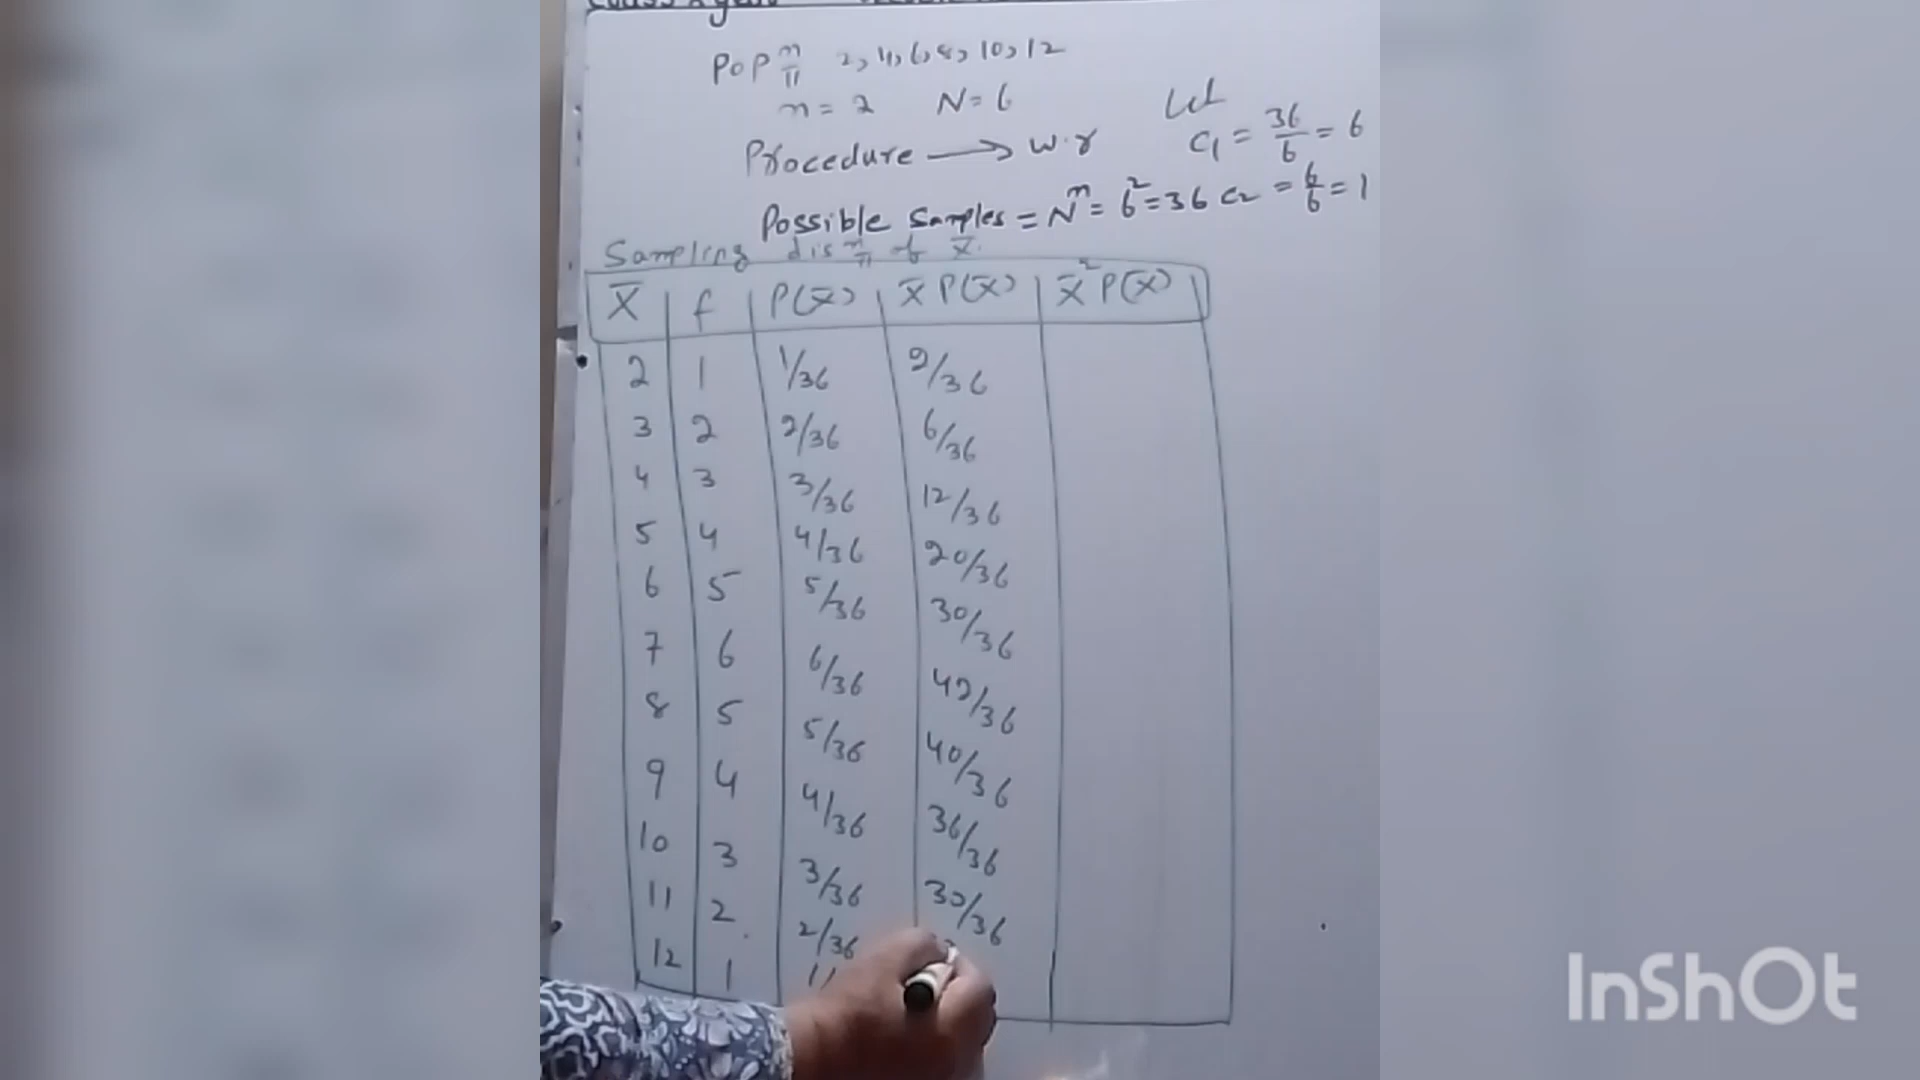 Popⁿ 2, 4, 6, 8, 10, 12
n = 2 N = 6
Let
Procedure → w.r C₁ = 36/6 = 6
Possible Samples = Nⁿ = 6² = 36 C₂ = 6/6 = 1
Sampling disⁿ of X̄.
X̄ f P(x̄) x̄ P(x̄) x̄² P(x̄)
2 1 1/36 2/36
3 2 2/36 6/36
4 3 3/36 12/36
5 4 4/36 20/36
6 5 5/36 30/36
7 6 6/36 42/36
8 5 5/36 40/36
9 4 4/36 36/36
10 3 3/36 30/36
11 2 2/36
12 1
InShOt